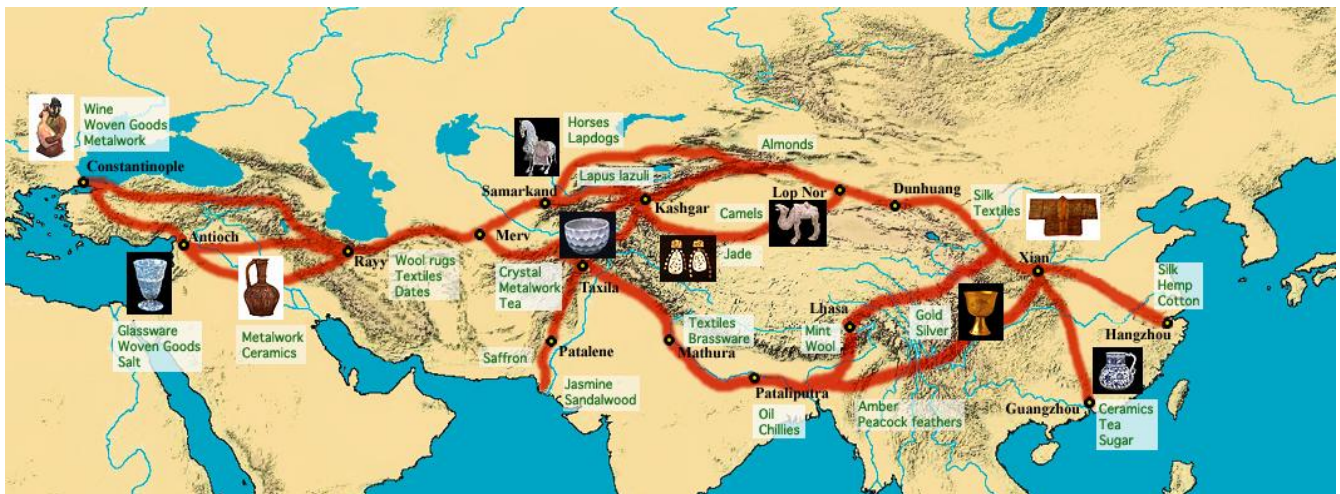 Wine
Woven Goods
Metalwork
Constantinople
Antioch
Glassware
Woven Goods
Salt
Metalwork
Ceramics
Rayy
Wool rugs
Textiles
Dates
Merv
Samarkand
Horses
Lapdogs
Lapus lazuli
Almonds
Kashgar
Camels
Jade
Lop Nor
Dunhuang
Crystal
Metalwork
Tea
Taxila
Saffron
Patalene
Jasmine
Sandalwood
Textiles
Brassware
Mathura
Pataliputra
Oil
Chillies
Lhasa
Mint
Wool
Gold
Silver
Amber
Peacock feathers
Silk
Textiles
Xian
Silk
Hemp
Cotton
Hangzhou
Guangzhou
Ceramics
Tea
Sugar